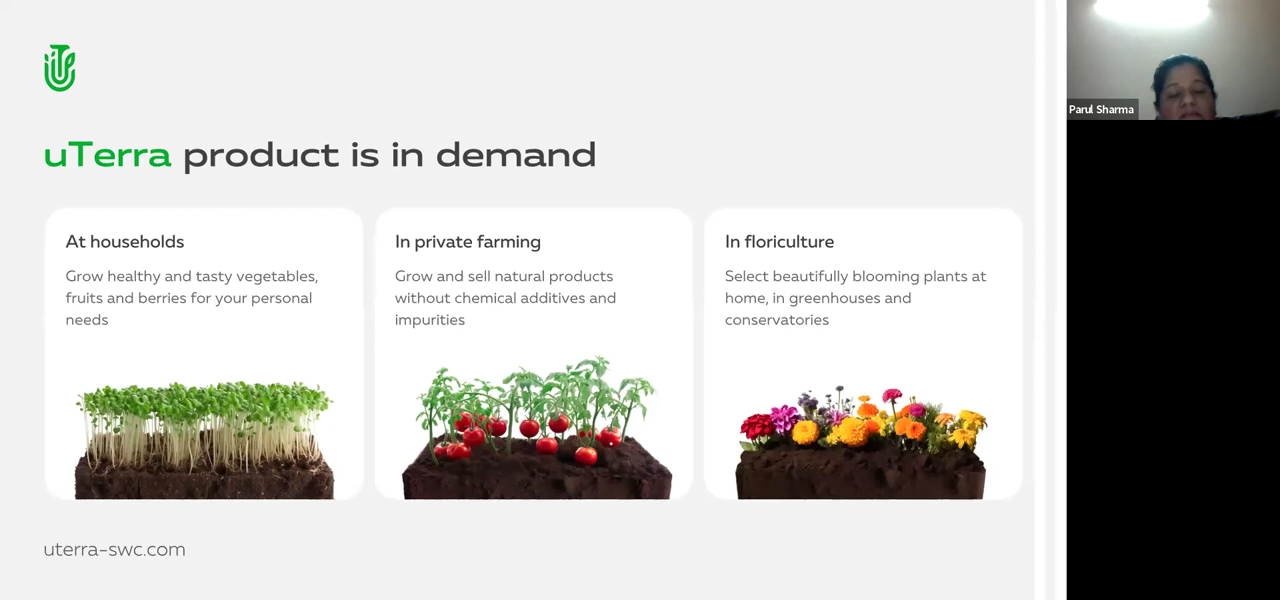 uTerra product is in demand
At households
Grow healthy and tasty vegetables,
fruits and berries for your personal
needs
In private farming
Grow and sell natural products
without chemical additives and
impurities
In floriculture
Select beautifully blooming plants at
home, in greenhouses and
conservatories
uterra-swc.com
Parul Sharma